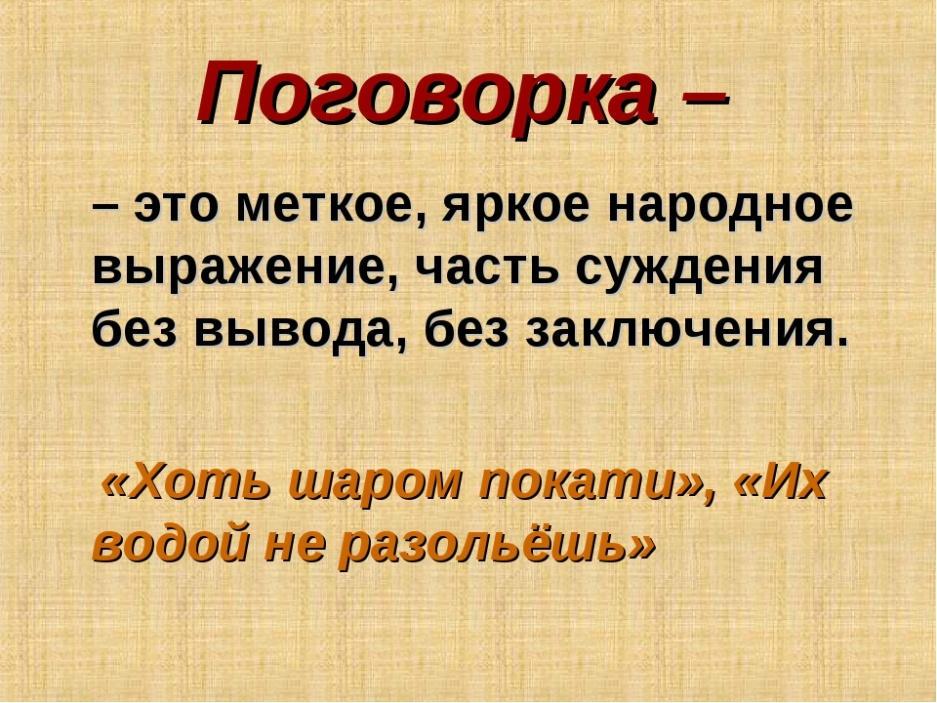 Поговорка –
– это меткое, яркое народное
выражение, часть суждения
без вывода, без заключения.
«Хоть шаром покати», «Их
водой не разольёшь»